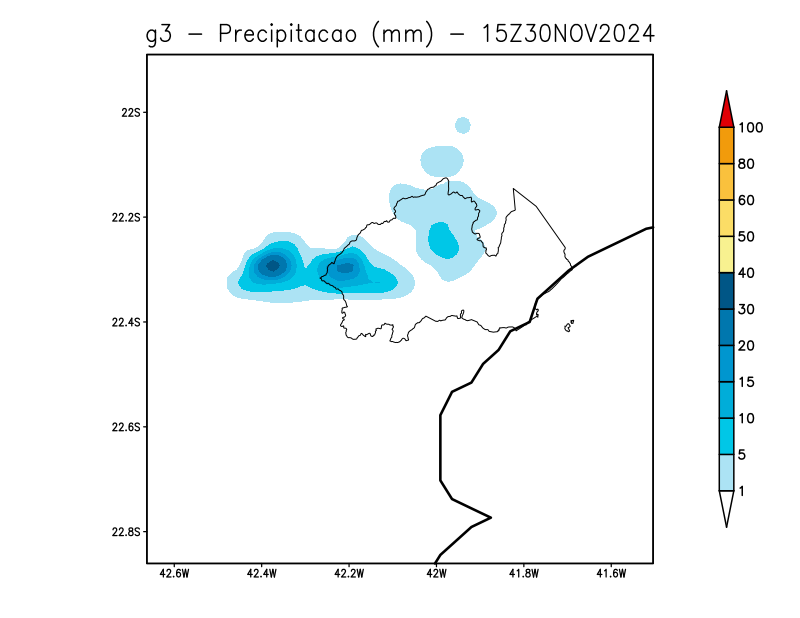 g3 - Precipitacao (mm) - 15Z30NOV2024
22S
22.2S
22.4S
22.6S
22.8S
42.6W
42.4W
42.2W
42W
41.8W
41.6W
100
80
60
50
40
30
20
15
10
5
1